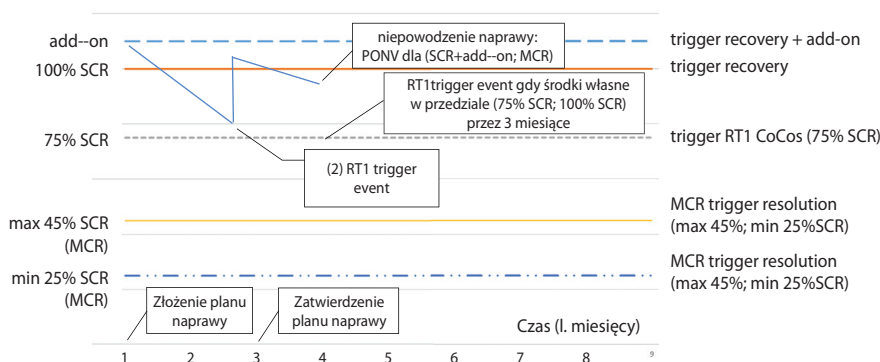 add--on
niepowodzenie naprawy:
PONV dla (SCR+add--on; MCR)
trigger recovery + add-on
100% SCR
trigger recovery
RT1trigger event gdy środki własne
w przedziale (75% SCR; 100% SCR)
przez 3 miesiące
75% SCR
trigger RT1 CoCos (75% SCR)
(2) RT1 trigger
event
max 45% SCR
(MCR)
MCR trigger resolution
(max 45%; min 25%SCR)
min 25% SCR
(MCR)
MCR trigger resolution
(max 45%; min 25%SCR)
Złożenie planu
naprawy
Zatwierdzenie
planu naprawy
Czas (l. miesięcy)
1 2 3 4 5 6 7 8 9